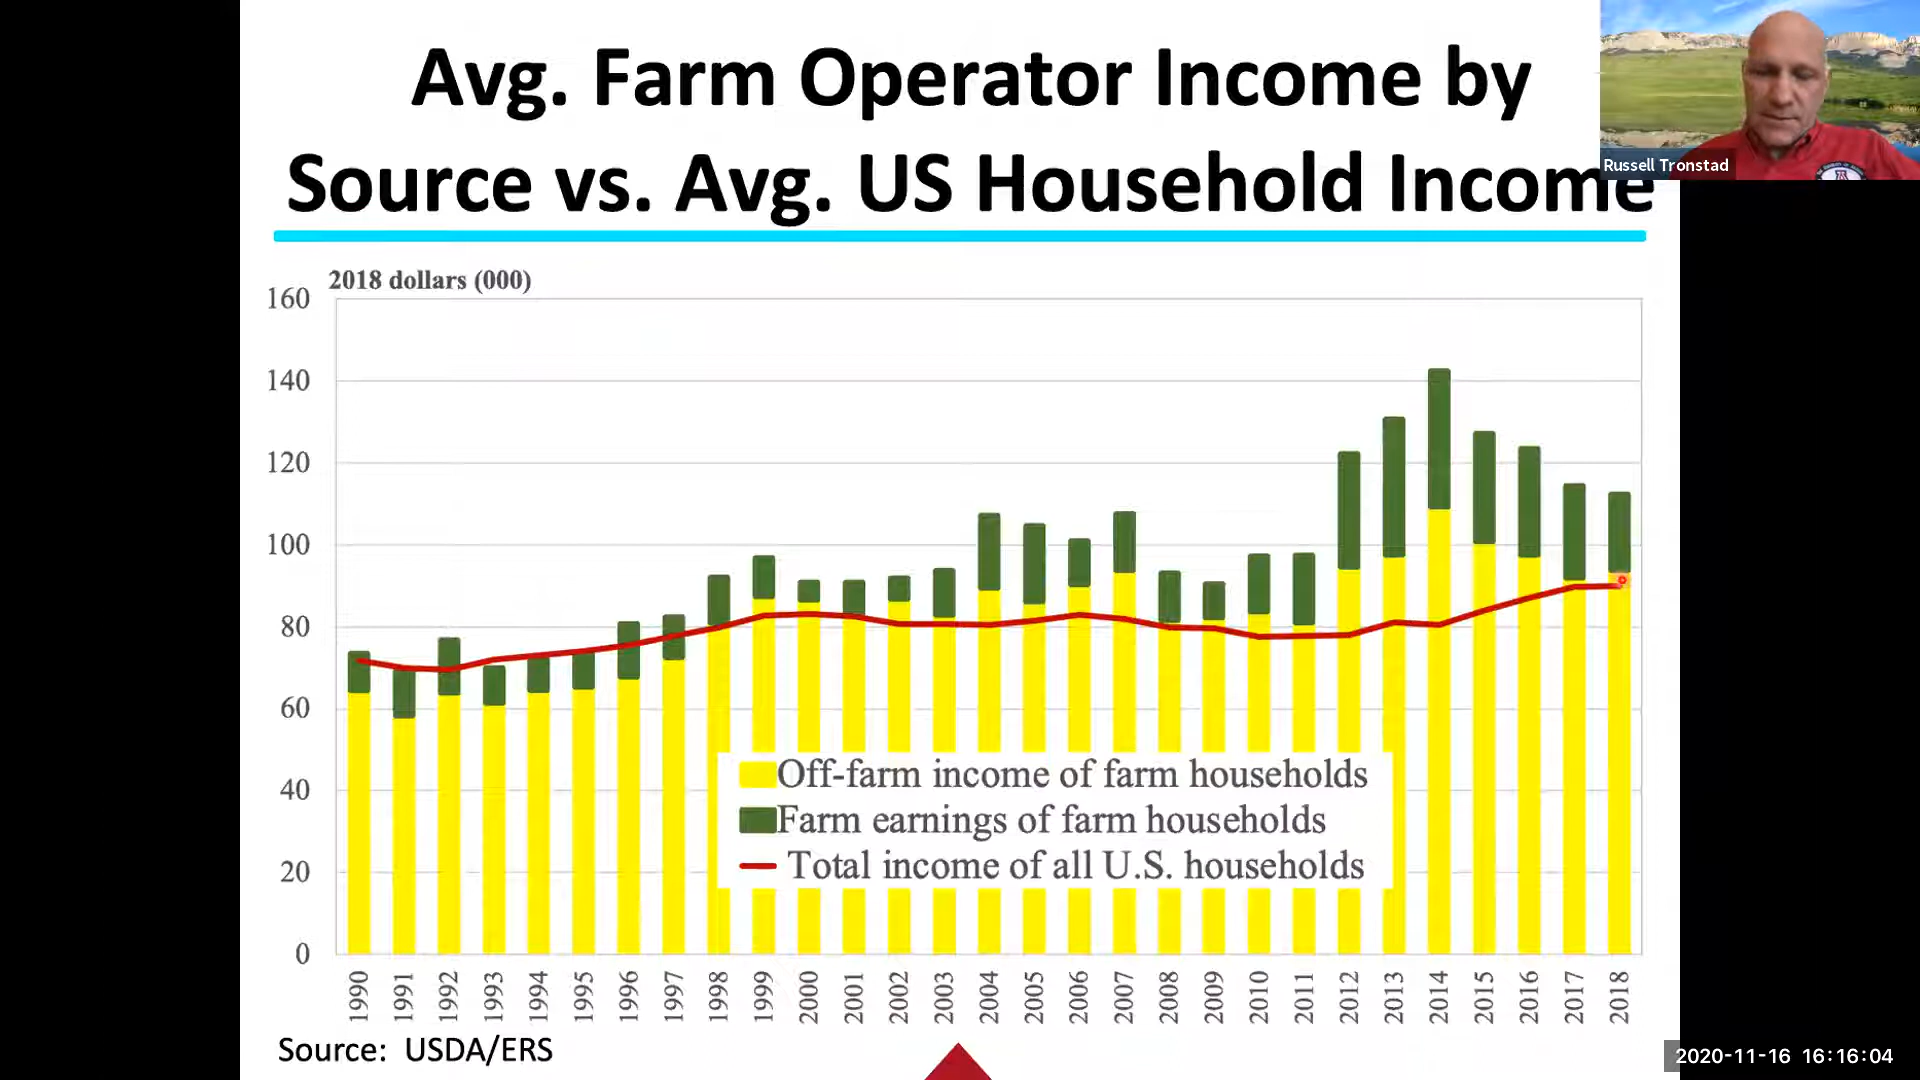 Avg. Farm Operator Income by
Source vs. Avg. US Household Income
Russell Tronstad
2018 dollars (000)
160
140
120
100
80
60
40
20
0
Off-farm income of farm households
Farm earnings of farm households
Total income of all U.S. households
1990 1991 1992 1993 1994 1995 1996 1997 1998 1999 2000 2001 2002 2003 2004 2005 2006 2007 2008 2009 2010 2011 2012 2013 2014 2015 2016 2017 2018
Source: USDA/ERS
2020-11-16 16:16:04